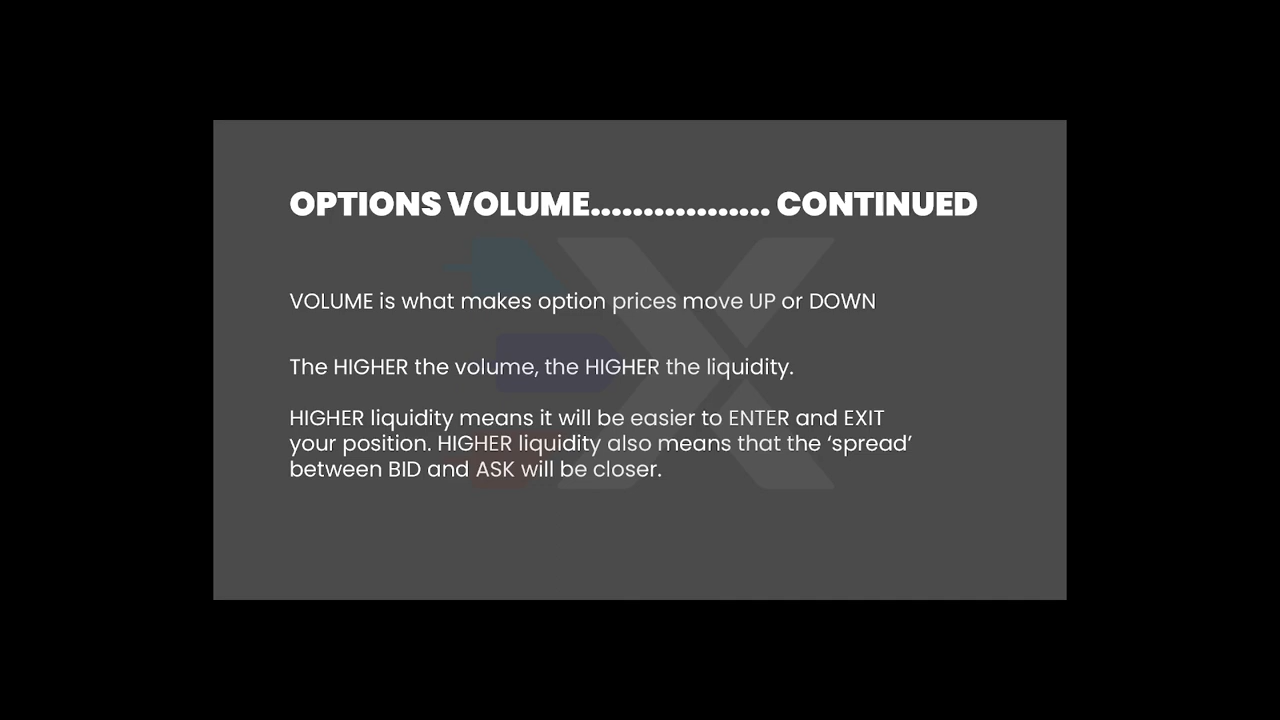 OPTIONS VOLUME................. CONTINUED
VOLUME is what makes option prices move UP or DOWN
The HIGHER the volume, the HIGHER the liquidity.
HIGHER liquidity means it will be easier to ENTER and EXIT
your position. HIGHER liquidity also means that the ‘spread’
between BID and ASK will be closer.